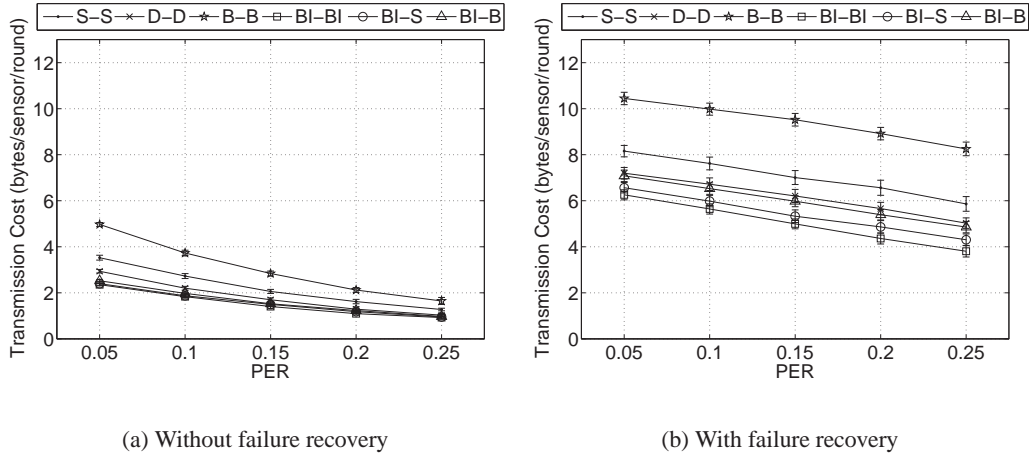 S−S D−D B−B BI−BI BI−S BI−B
Transmission Cost (bytes/sensor/round)
12
10
8
6
4
2
0
0.05 0.1 0.15 0.2 0.25
PER
(a) Without failure recovery
S−S D−D B−B BI−BI BI−S BI−B
Transmission Cost (bytes/sensor/round)
12
10
8
6
4
2
0
0.05 0.1 0.15 0.2 0.25
PER
(b) With failure recovery